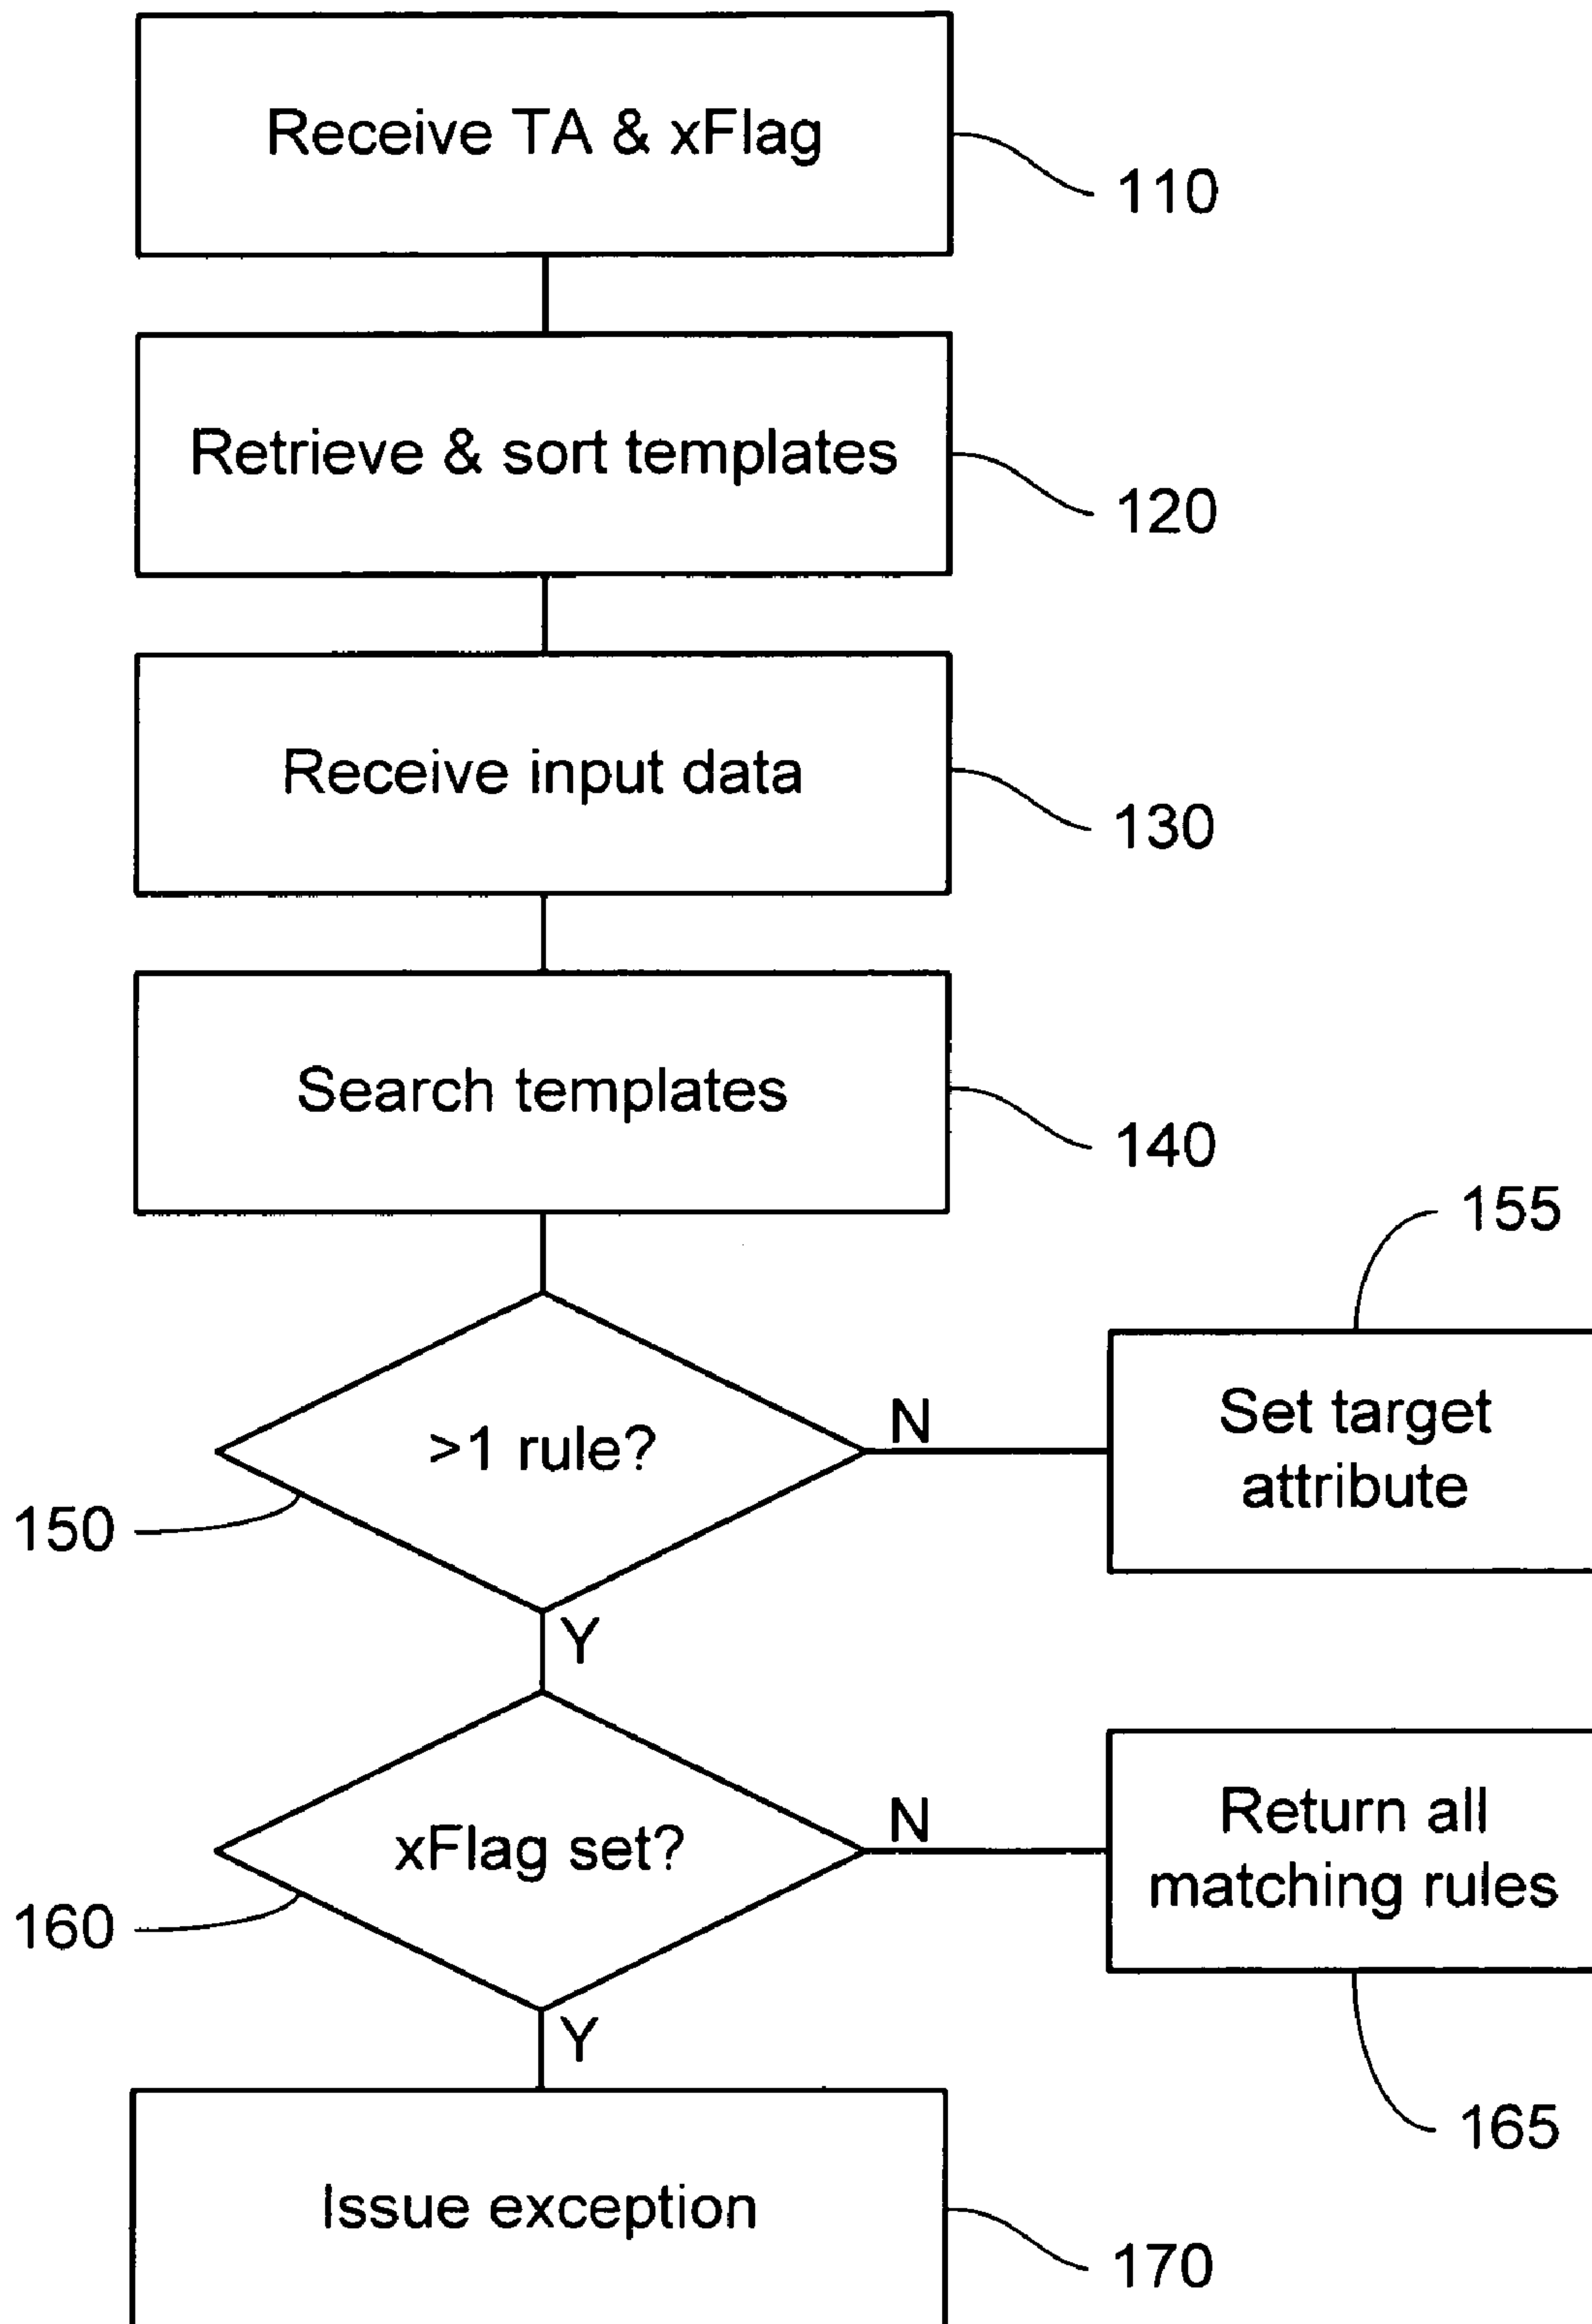 Receive TA & xFlag
110
Retrieve & sort templates
120
Receive input data
130
Search templates
140
155
>1 rule?
N
Set target
attribute
150
Y
xFlag set?
N
Return all
matching rules
160
Y
165
Issue exception
170